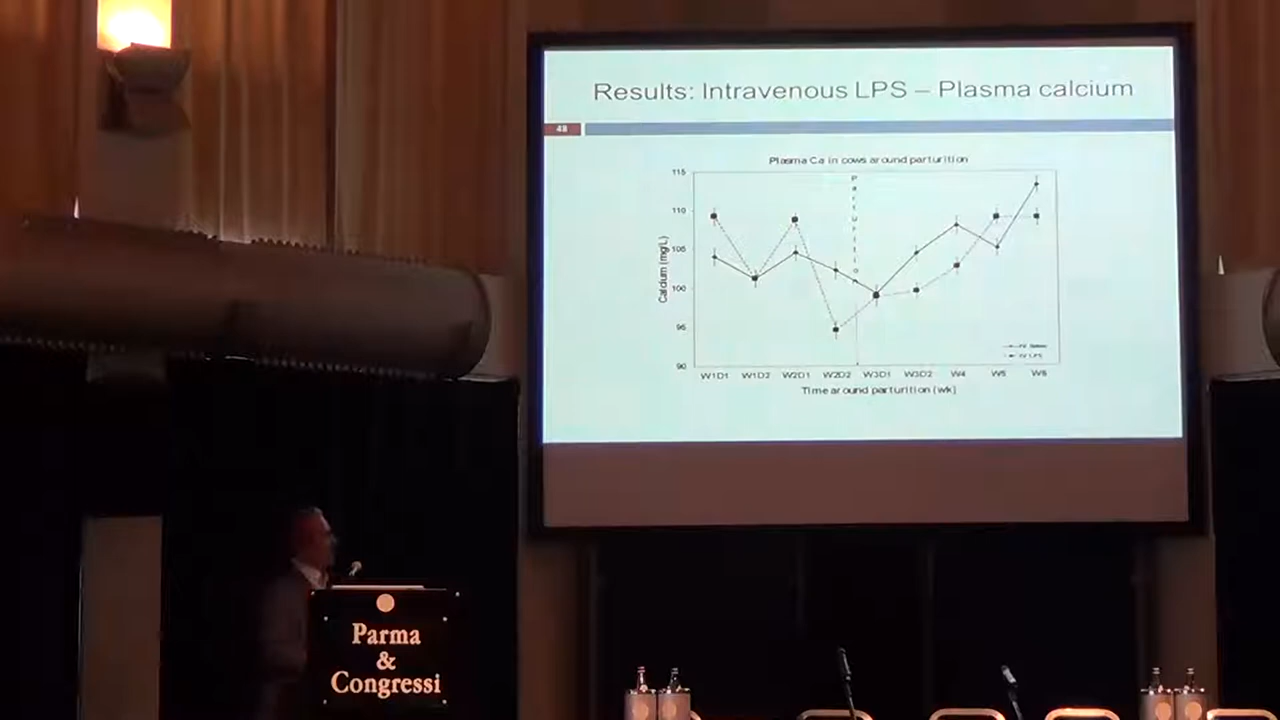 Results: Intravenous LPS – Plasma calcium
48
Plasma Ca in cows around parturition
115
110
105
100
95
90
Calcium (mg/L)
W1D1 W1D2 W2D1 W2D2 W3D1 W3D2 W4 W5 W6
Time around parturition (wk)
Parma
&
Congressi